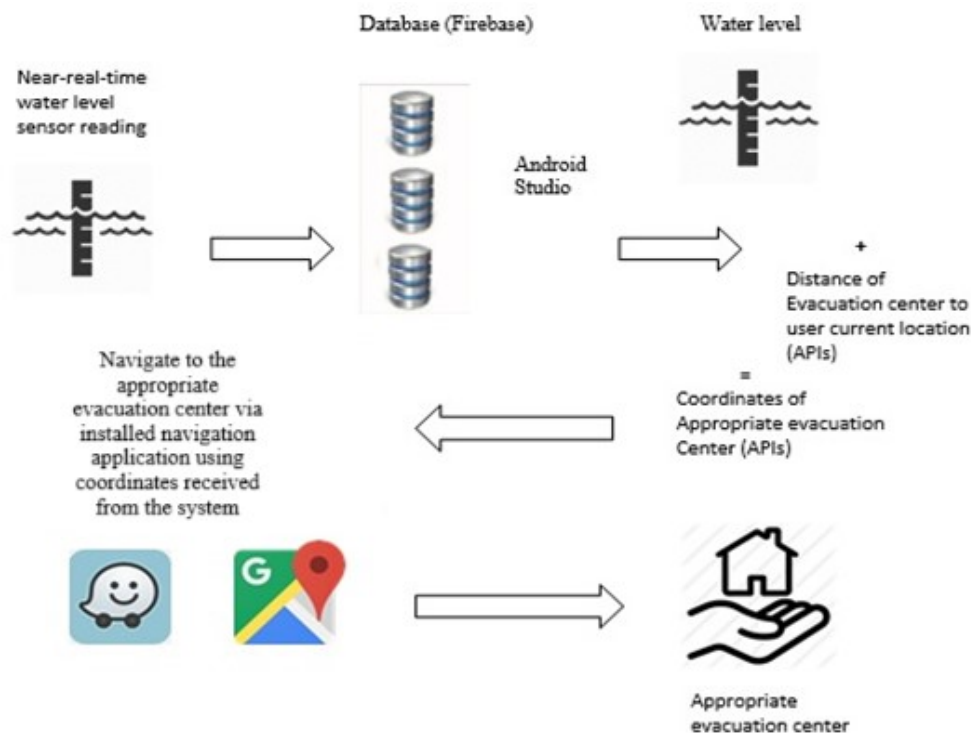 Database (Firebase)
Water level
Near-real-time
water level
sensor reading
Android
Studio
+
Distance of
Evacuation center to
user current location
(APIs)
=
Coordinates of
Appropriate evacuation
Center (APIs)
Navigate to the
appropriate
evacuation center via
installed navigation
application using
coordinates received
from the system
G
Appropriate
evacuation center